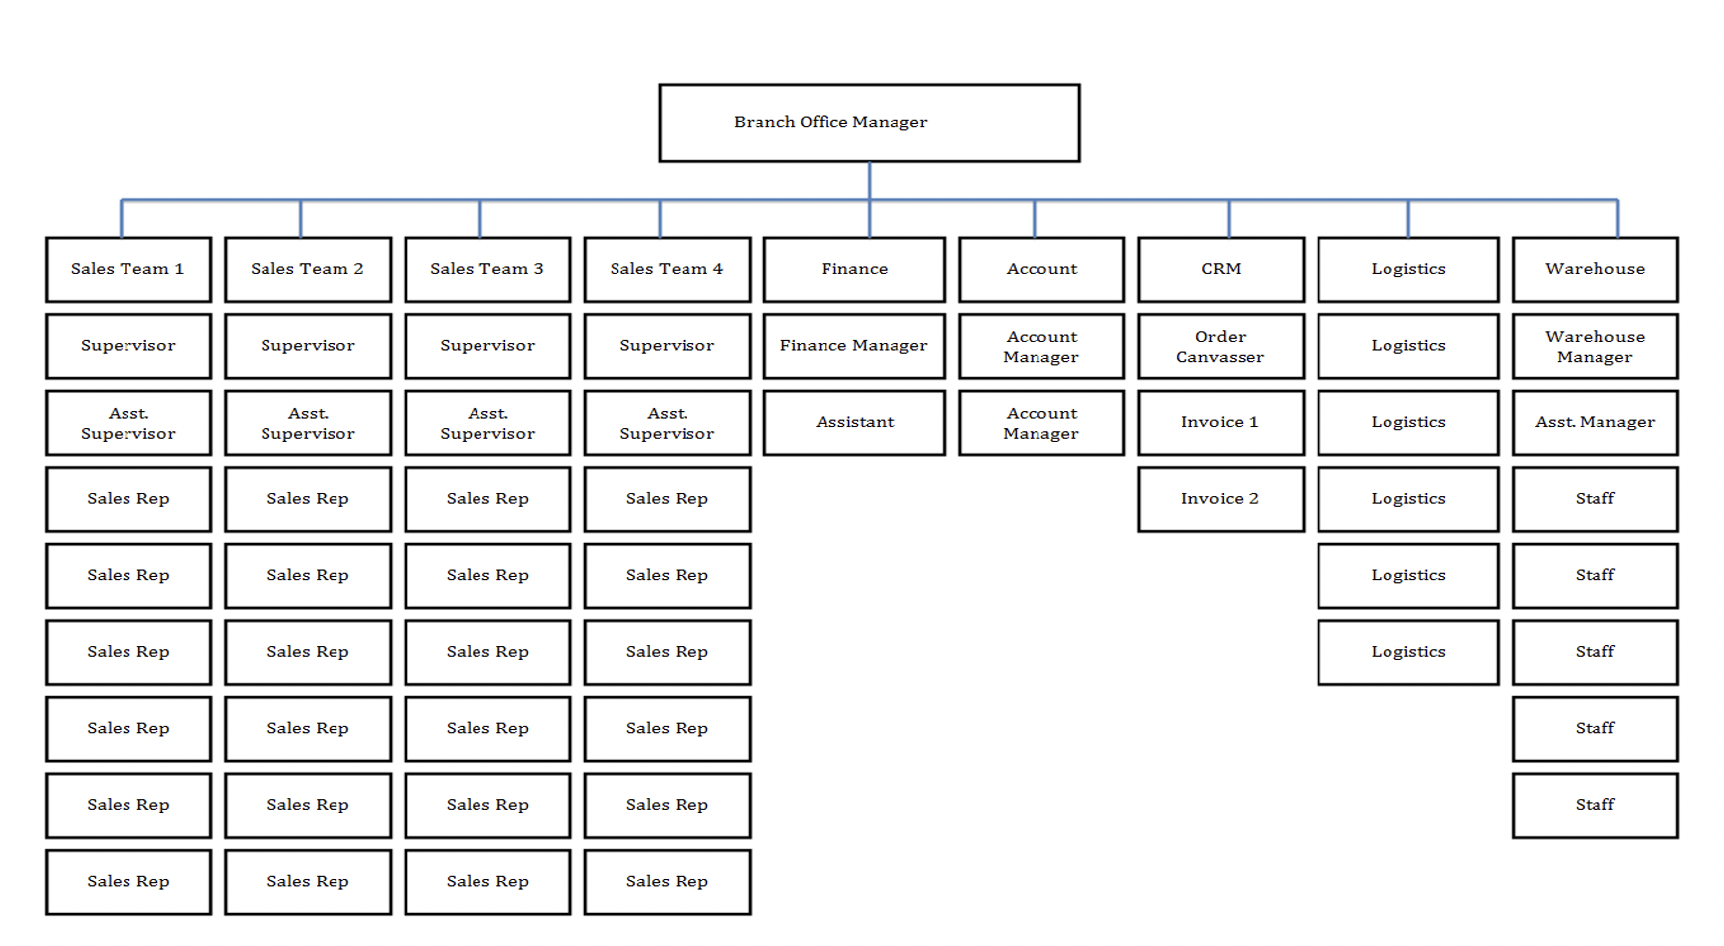 Branch Office Manager
Sales Team 1
Sales Team 2
Sales Team 3
Sales Team 4
Finance
Account
CRM
Logistics
Warehouse
Supervisor
Supervisor
Supervisor
Supervisor
Finance Manager
Account
Manager
Order
Canvasser
Logistics
Warehouse
Manager
Asst.
Supervisor
Asst.
Supervisor
Asst.
Supervisor
Asst.
Supervisor
Assistant
Account
Manager
Invoice 1
Logistics
Asst. Manager
Sales Rep
Sales Rep
Sales Rep
Sales Rep
Invoice 2
Logistics
Staff
Sales Rep
Sales Rep
Sales Rep
Sales Rep
Logistics
Staff
Sales Rep
Sales Rep
Sales Rep
Sales Rep
Logistics
Staff
Sales Rep
Sales Rep
Sales Rep
Sales Rep
Staff
Sales Rep
Sales Rep
Sales Rep
Sales Rep
Staff
Sales Rep
Sales Rep
Sales Rep
Sales Rep